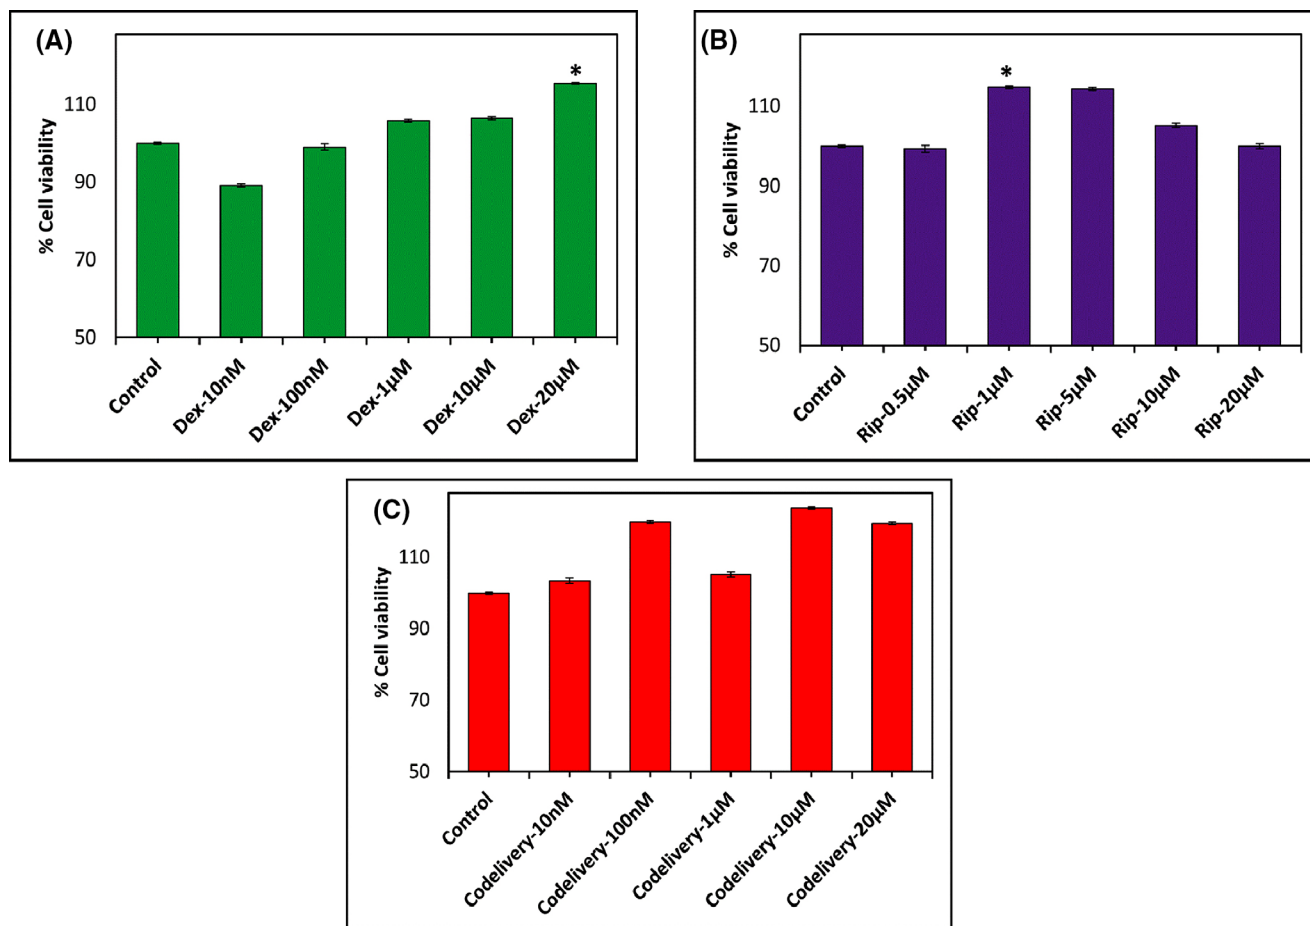 (A)
% Cell viability
*
110
90
70
50
Control
Dex-10nM
Dex-100nM
Dex-1µM
Dex-10µM
Dex-20µM
(B)
% Cell viability
*
110
90
70
50
Control
Rip-0.5µM
Rip-1µM
Rip-5µM
Rip-10µM
Rip-20µM
(C)
% Cell viability
110
90
70
50
Control
Codelivery-10nM
Codelivery-100nM
Codelivery-1µM
Codelivery-10µM
Codelivery-20µM